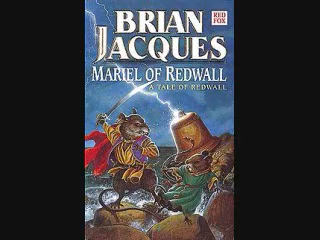 BRIAN
JACQUES
RED
FOX
MARIEL OF REDWALL
A TALE OF REDWALL